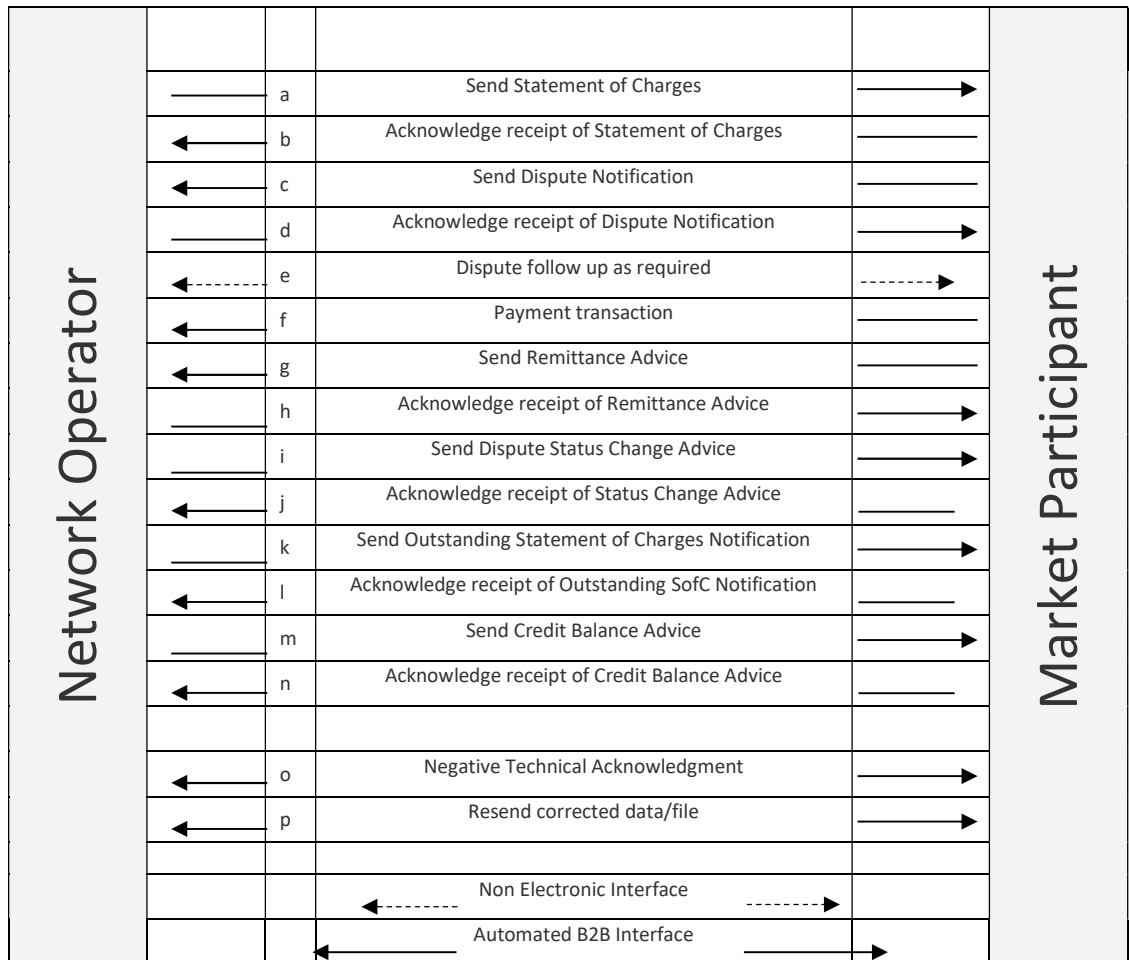 Network Operator
a
Send Statement of Charges
b
Acknowledge receipt of Statement of Charges
c
Send Dispute Notification
d
Acknowledge receipt of Dispute Notification
e
Dispute follow up as required
f
Payment transaction
g
Send Remittance Advice
h
Acknowledge receipt of Remittance Advice
i
Send Dispute Status Change Advice
j
Acknowledge receipt of Status Change Advice
k
Send Outstanding Statement of Charges Notification
l
Acknowledge receipt of Outstanding SofC Notification
m
Send Credit Balance Advice
n
Acknowledge receipt of Credit Balance Advice
o
Negative Technical Acknowledgment
p
Resend corrected data/file
Non Electronic Interface
Automated B2B Interface
Market Participant